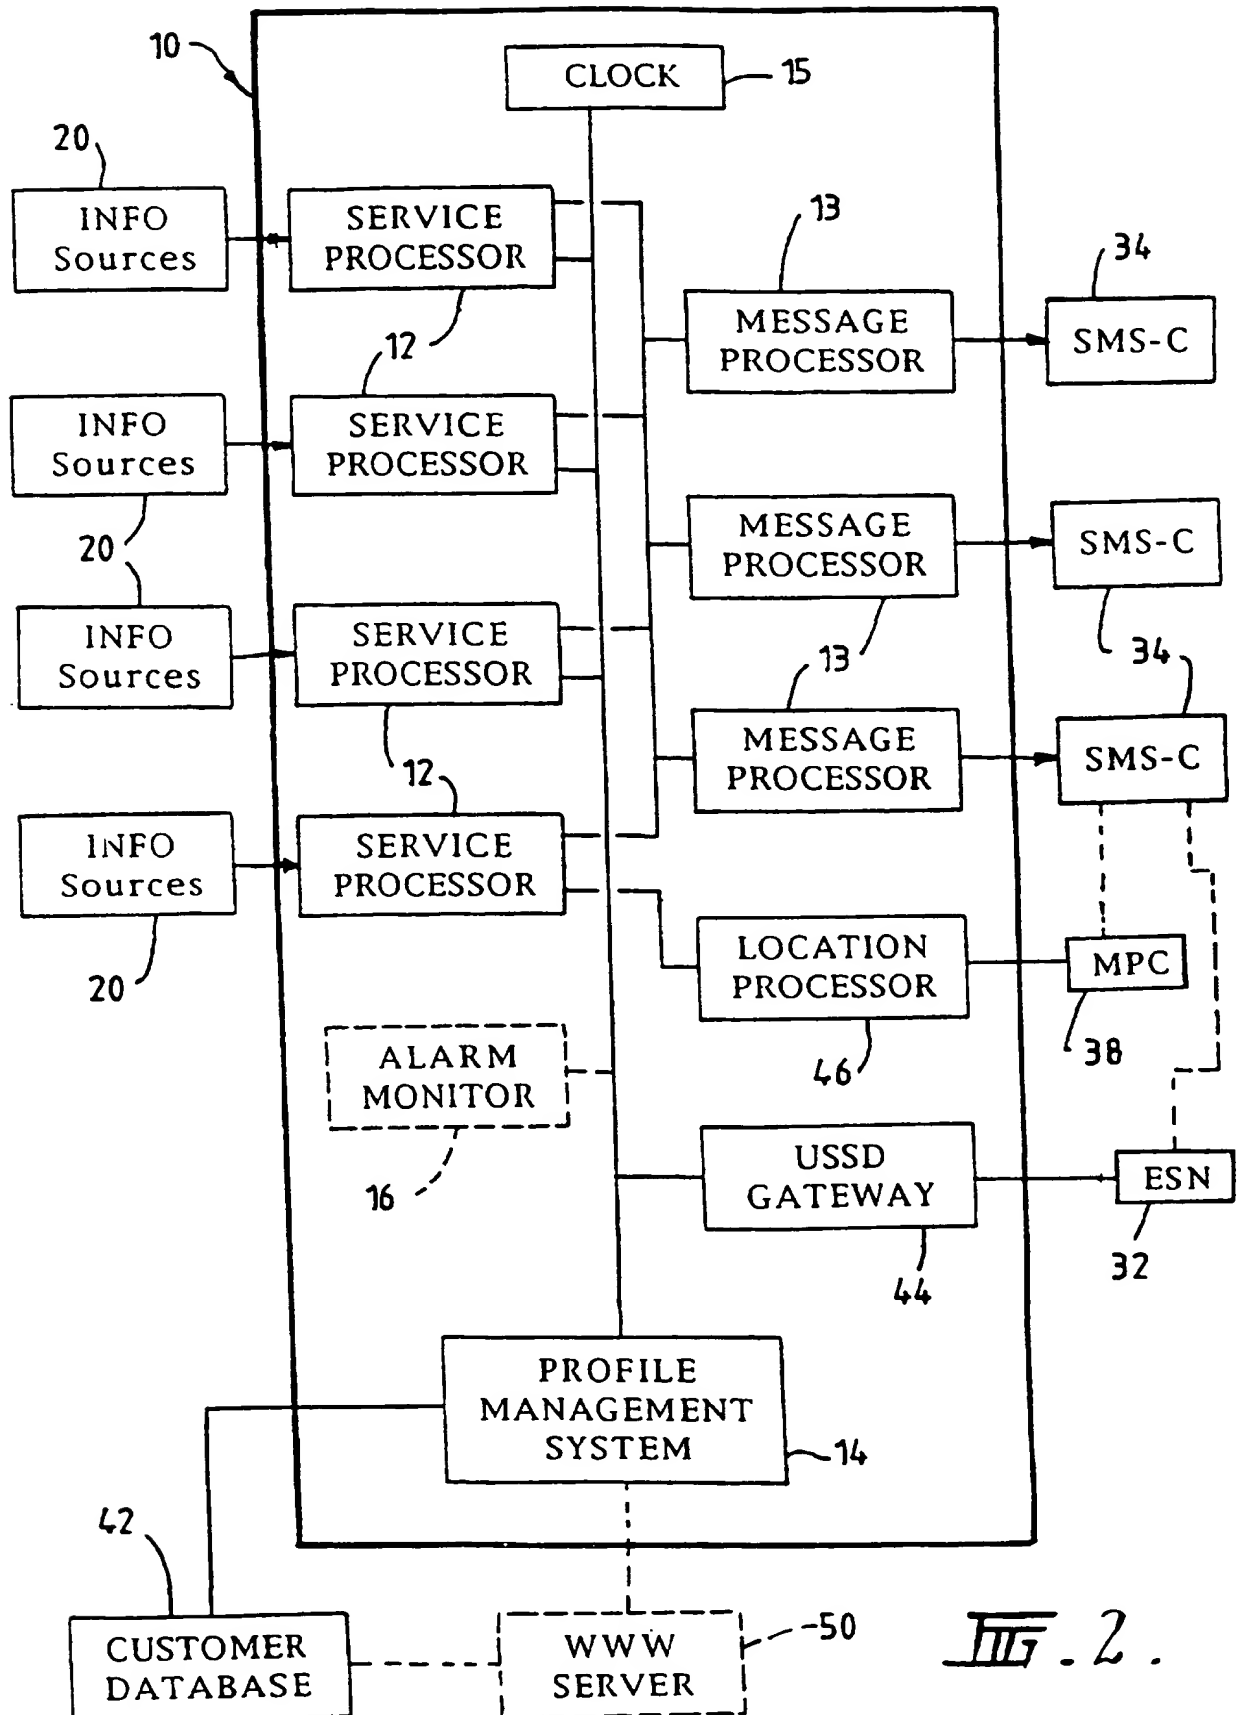 10
CLOCK
15
20
INFO
Sources
SERVICE
PROCESSOR
13
34
MESSAGE
PROCESSOR
SMS-C
12
INFO
Sources
SERVICE
PROCESSOR
20
MESSAGE
PROCESSOR
SMS-C
INFO
Sources
SERVICE
PROCESSOR
13
34
12
MESSAGE
PROCESSOR
SMS-C
INFO
Sources
SERVICE
PROCESSOR
20
LOCATION
PROCESSOR
MPC
38
46
ALARM
MONITOR
16
USSD
GATEWAY
ESN
32
44
PROFILE
MANAGEMENT
SYSTEM
14
42
CUSTOMER
DATABASE
WWW
SERVER
50
FIG. 2.